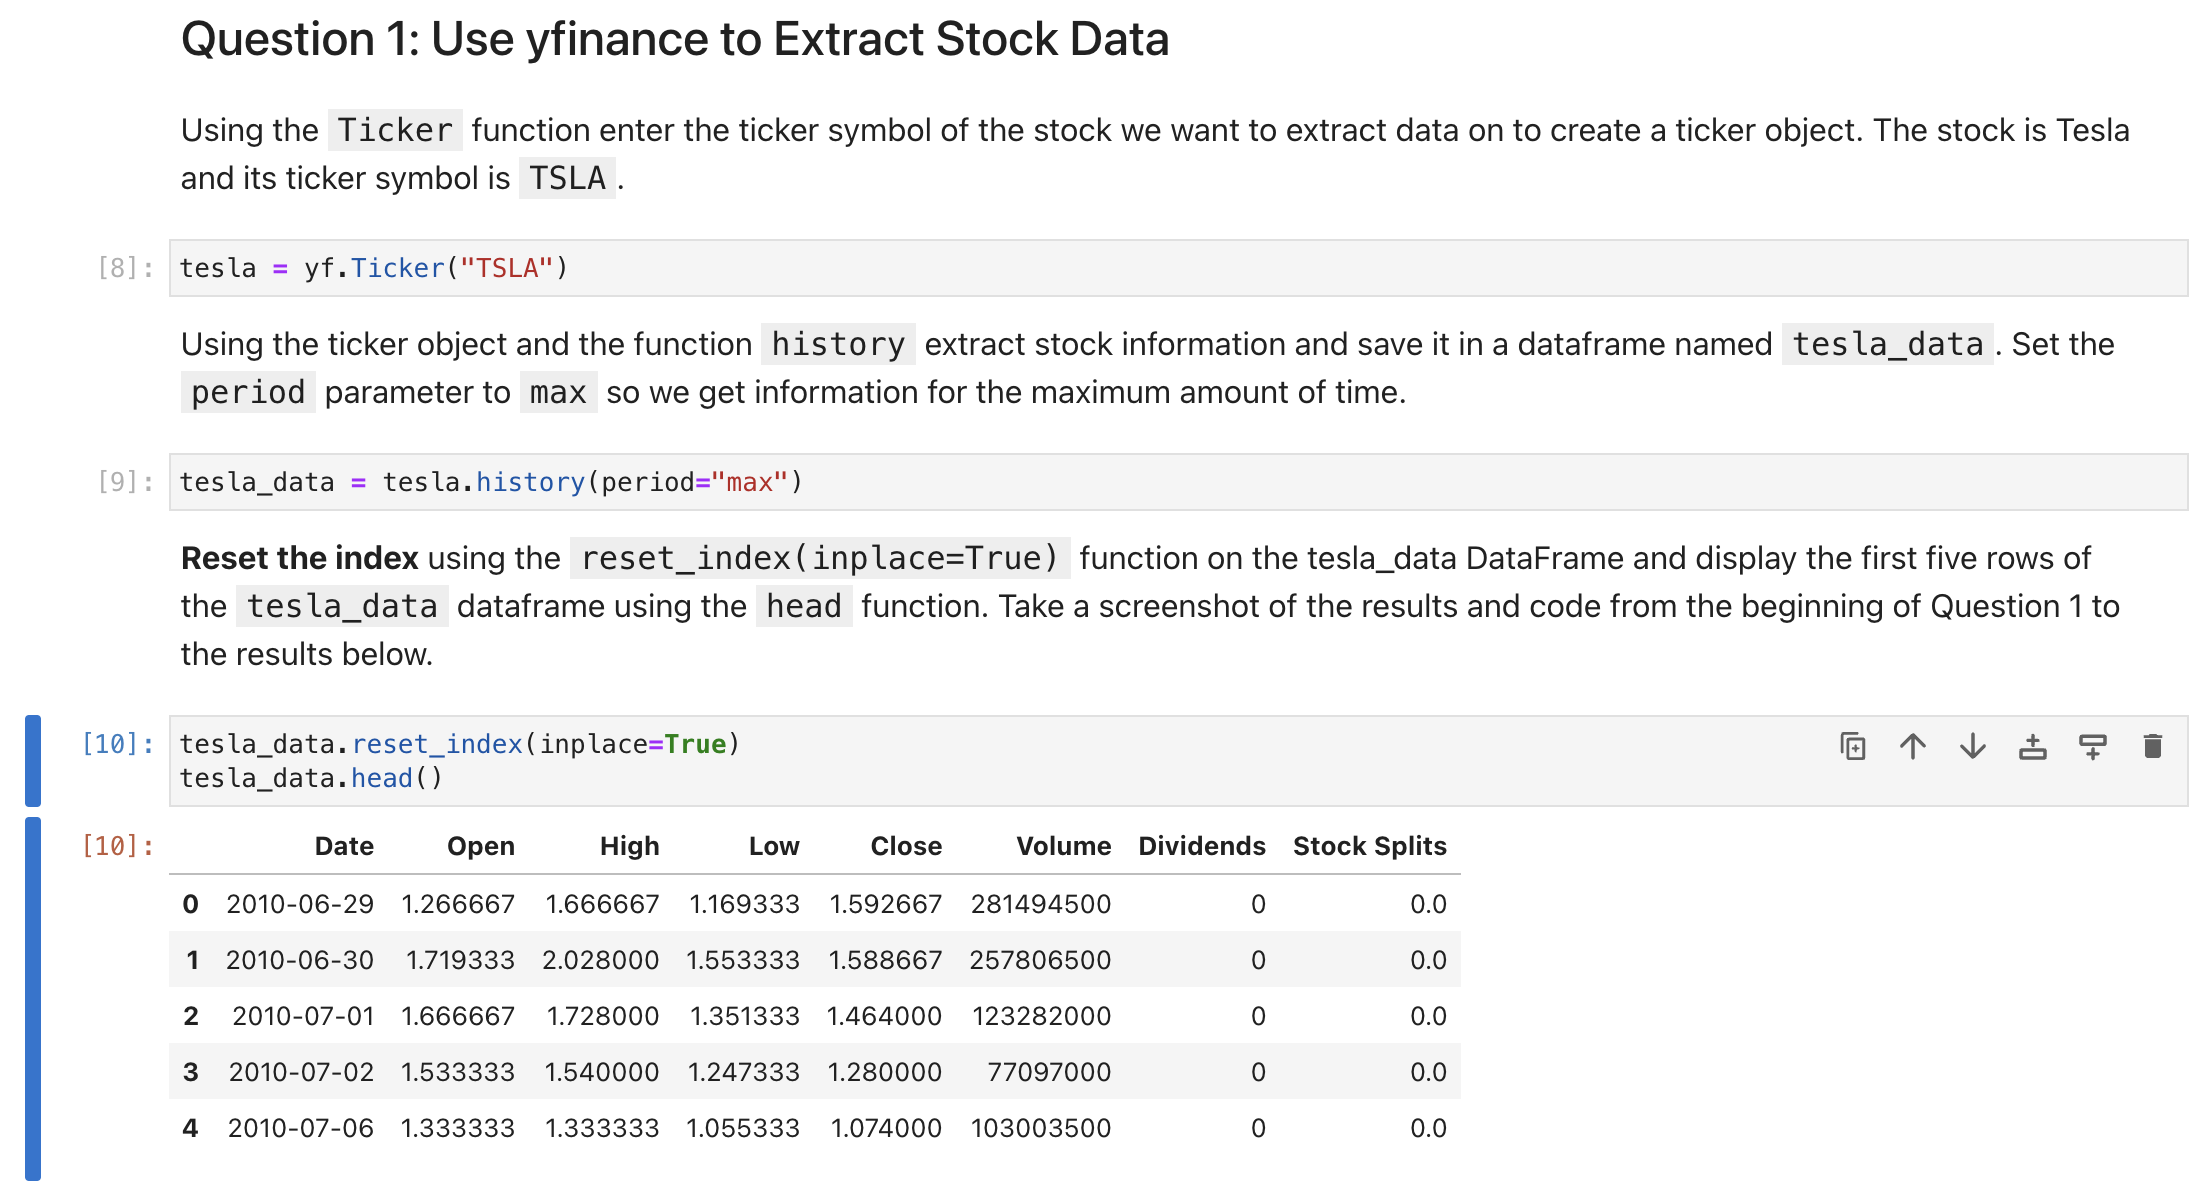 Question 1: Use yfinance to Extract Stock Data
Using the Ticker function enter the ticker symbol of the stock we want to extract data on to create a ticker object. The stock is Tesla
and its ticker symbol is TSLA .
[8]: tesla = yf.Ticker("TSLA")
Using the ticker object and the function history extract stock information and save it in a dataframe named tesla_data . Set the
period parameter to max so we get information for the maximum amount of time.
[9]: tesla_data = tesla.history(period="max")
Reset the index using the reset_index(inplace=True) function on the tesla_data DataFrame and display the first five rows of
the tesla_data dataframe using the head function. Take a screenshot of the results and code from the beginning of Question 1 to
the results below.
[10]: tesla_data.reset_index(inplace=True)
tesla_data.head()
[10]: Date Open High Low Close Volume Dividends Stock Splits
0 2010-06-29 1.266667 1.666667 1.169333 1.592667 281494500 0 0.0
1 2010-06-30 1.719333 2.028000 1.553333 1.588667 257806500 0 0.0
2 2010-07-01 1.666667 1.728000 1.351333 1.464000 123282000 0 0.0
3 2010-07-02 1.533333 1.540000 1.247333 1.280000 77097000 0 0.0
4 2010-07-06 1.333333 1.333333 1.055333 1.074000 103003500 0 0.0